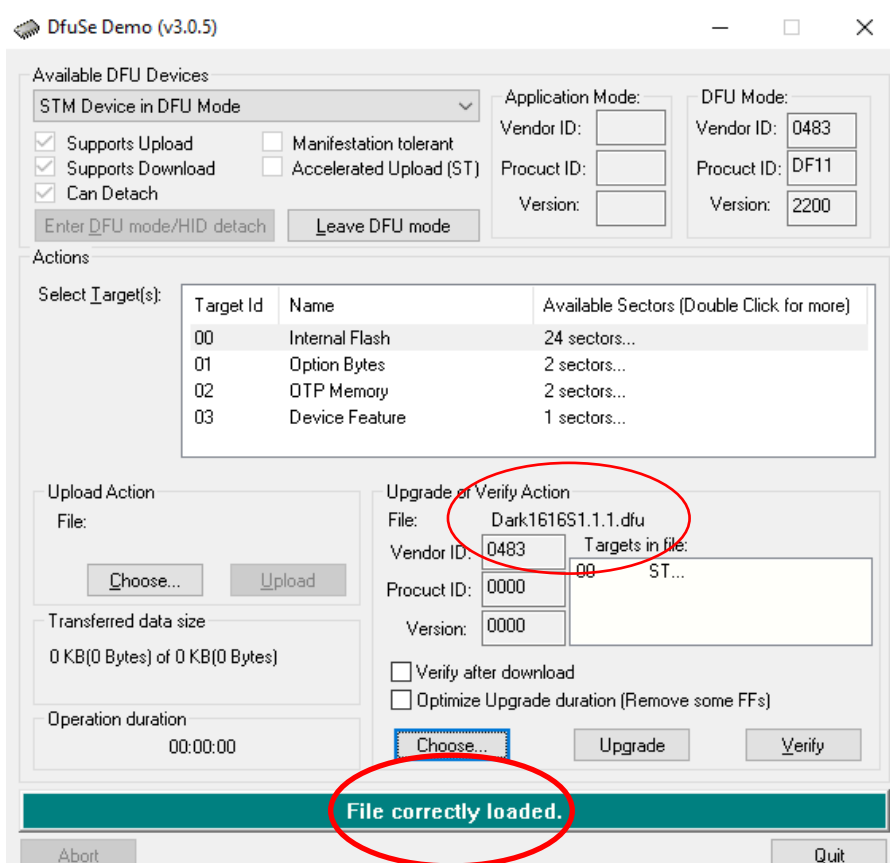 DfuSe Demo (v3.0.5)
Available DFU Devices
STM Device in DFU Mode
Supports Upload
Manifestation tolerant
Supports Download
Accelerated Upload (ST)
Can Detach
Enter DFU mode/HID detach
Leave DFU mode
Application Mode:
Vendor ID:
Procuct ID:
Version:
DFU Mode:
Vendor ID: 0483
Procuct ID: DF11
Version: 2200
Actions
Select Target(s):
Target Id Name Available Sectors (Double Click for more)
00 Internal Flash 24 sectors...
01 Option Bytes 2 sectors...
02 OTP Memory 2 sectors...
03 Device Feature 1 sectors...
Upload Action
File:
Choose... Upload
Transferred data size
0 KB(0 Bytes) of 0 KB(0 Bytes)
Operation duration
00:00:00
Upgrade or Verify Action
File: Dark1616S1.1.1.dfu
Vendor ID: 0483
Procuct ID: 0000
Version: 0000
Targets in file:
00 ST...
Verify after download
Optimize Upgrade duration (Remove some FFs)
Choose... Upgrade Verify
File correctly loaded.
Abort Quit